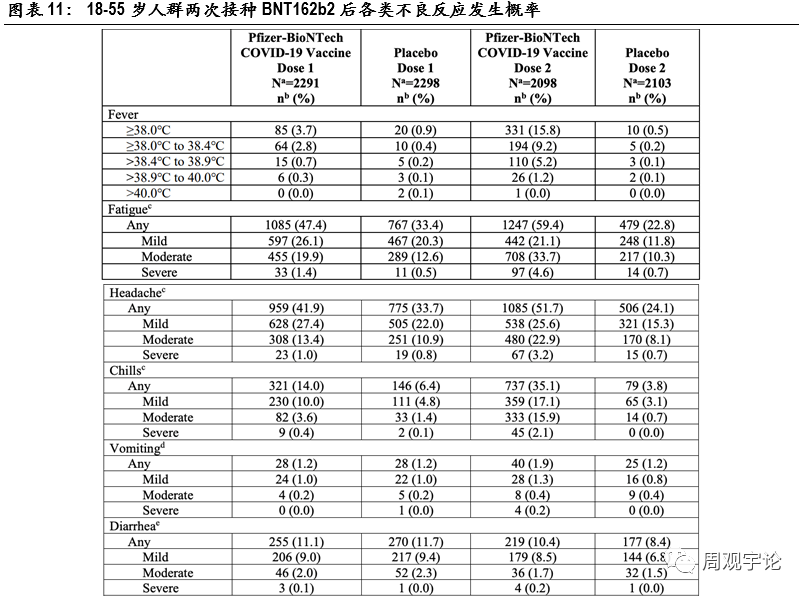 图表 11： 18-55 岁人群两次接种 BNT162b2 后各类不良反应发生概率
Pfizer-BioNTech COVID-19 Vaccine Dose 1 Nᵃ=2291 nᵇ (%) Placebo Dose 1 Nᵃ=2298 nᵇ (%) Pfizer-BioNTech COVID-19 Vaccine Dose 2 Nᵃ=2098 nᵇ (%) Placebo Dose 2 Nᵃ=2103 nᵇ (%)
Fever
≥38.0℃ 85 (3.7) 20 (0.9) 331 (15.8) 10 (0.5)
≥38.0℃ to 38.4℃ 64 (2.8) 10 (0.4) 194 (9.2) 5 (0.2)
>38.4℃ to 38.9℃ 15 (0.7) 5 (0.2) 110 (5.2) 3 (0.1)
>38.9℃ to 40.0℃ 6 (0.3) 3 (0.1) 26 (1.2) 2 (0.1)
>40.0℃ 0 (0.0) 2 (0.1) 1 (0.0) 0 (0.0)
Fatigueᶜ
Any 1085 (47.4) 767 (33.4) 1247 (59.4) 479 (22.8)
Mild 597 (26.1) 467 (20.3) 442 (21.1) 248 (11.8)
Moderate 455 (19.9) 289 (12.6) 708 (33.7) 217 (10.3)
Severe 33 (1.4) 11 (0.5) 97 (4.6) 14 (0.7)
Headacheᶜ
Any 959 (41.9) 775 (33.7) 1085 (51.7) 506 (24.1)
Mild 628 (27.4) 505 (22.0) 538 (25.6) 321 (15.3)
Moderate 308 (13.4) 251 (10.9) 480 (22.9) 170 (8.1)
Severe 23 (1.0) 19 (0.8) 67 (3.2) 15 (0.7)
Chillsᶜ
Any 321 (14.0) 146 (6.4) 737 (35.1) 79 (3.8)
Mild 230 (10.0) 111 (4.8) 359 (17.1) 65 (3.1)
Moderate 82 (3.6) 33 (1.4) 333 (15.9) 14 (0.7)
Severe 9 (0.4) 2 (0.1) 45 (2.1) 0 (0.0)
Vomitingᵈ
Any 28 (1.2) 28 (1.2) 40 (1.9) 25 (1.2)
Mild 24 (1.0) 22 (1.0) 28 (1.3) 16 (0.8)
Moderate 4 (0.2) 5 (0.2) 8 (0.4) 9 (0.4)
Severe 0 (0.0) 1 (0.0) 4 (0.2) 0 (0.0)
Diarrheaᵉ
Any 255 (11.1) 270 (11.7) 219 (10.4) 177 (8.4)
Mild 206 (9.0) 217 (9.4) 179 (8.5) 144 (6.8
Moderate 46 (2.0) 52 (2.3) 36 (1.7) 32 (1.5)
Severe 3 (0.1) 1 (0.0) 4 (0.2) 1 (0.0)
周观宇论